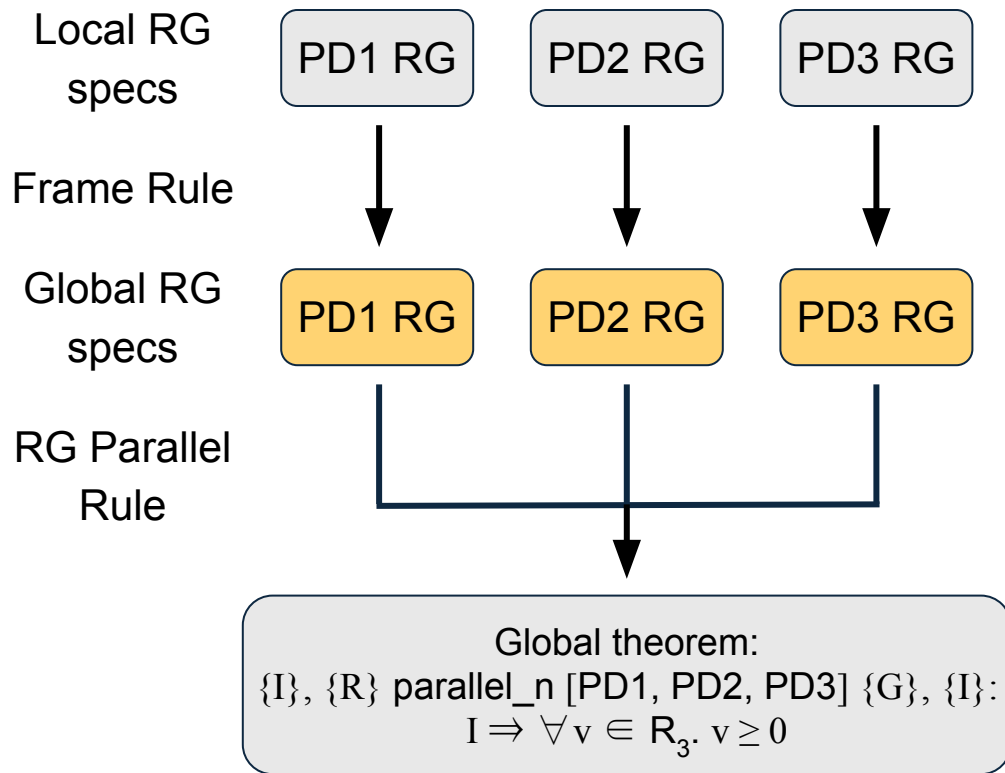 Local RG
specs
PD1 RG
PD2 RG
PD3 RG
Frame Rule
Global RG
specs
PD1 RG
PD2 RG
PD3 RG
RG Parallel
Rule
Global theorem:
{I}, {R} parallel_n [PD1, PD2, PD3] {G}, {I}:
I ⇒ ∀ v ∈ R₃. v ≥ 0